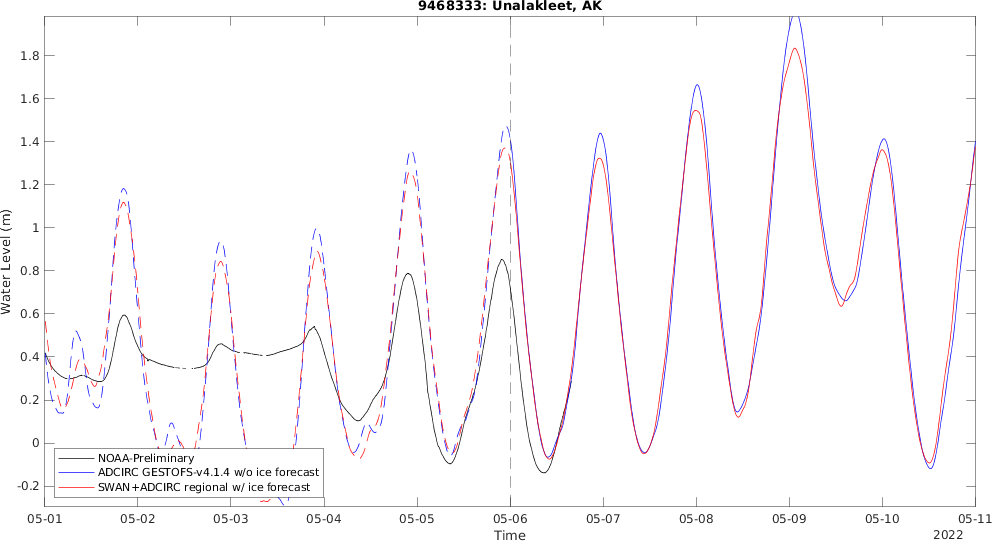 9468333: Unalakleet, AK
Water Level (m)
1.8
1.6
1.4
1.2
1
0.8
0.6
0.4
0.2
0
-0.2
NOAA-Preliminary
ADCIRC GESTOFS-v4.1.4 w/o ice forecast
SWAN+ADCIRC regional w/ ice forecast
05-01 05-02 05-03 05-04 05-05 05-06 05-07 05-08 05-09 05-10 05-11
Time
2022